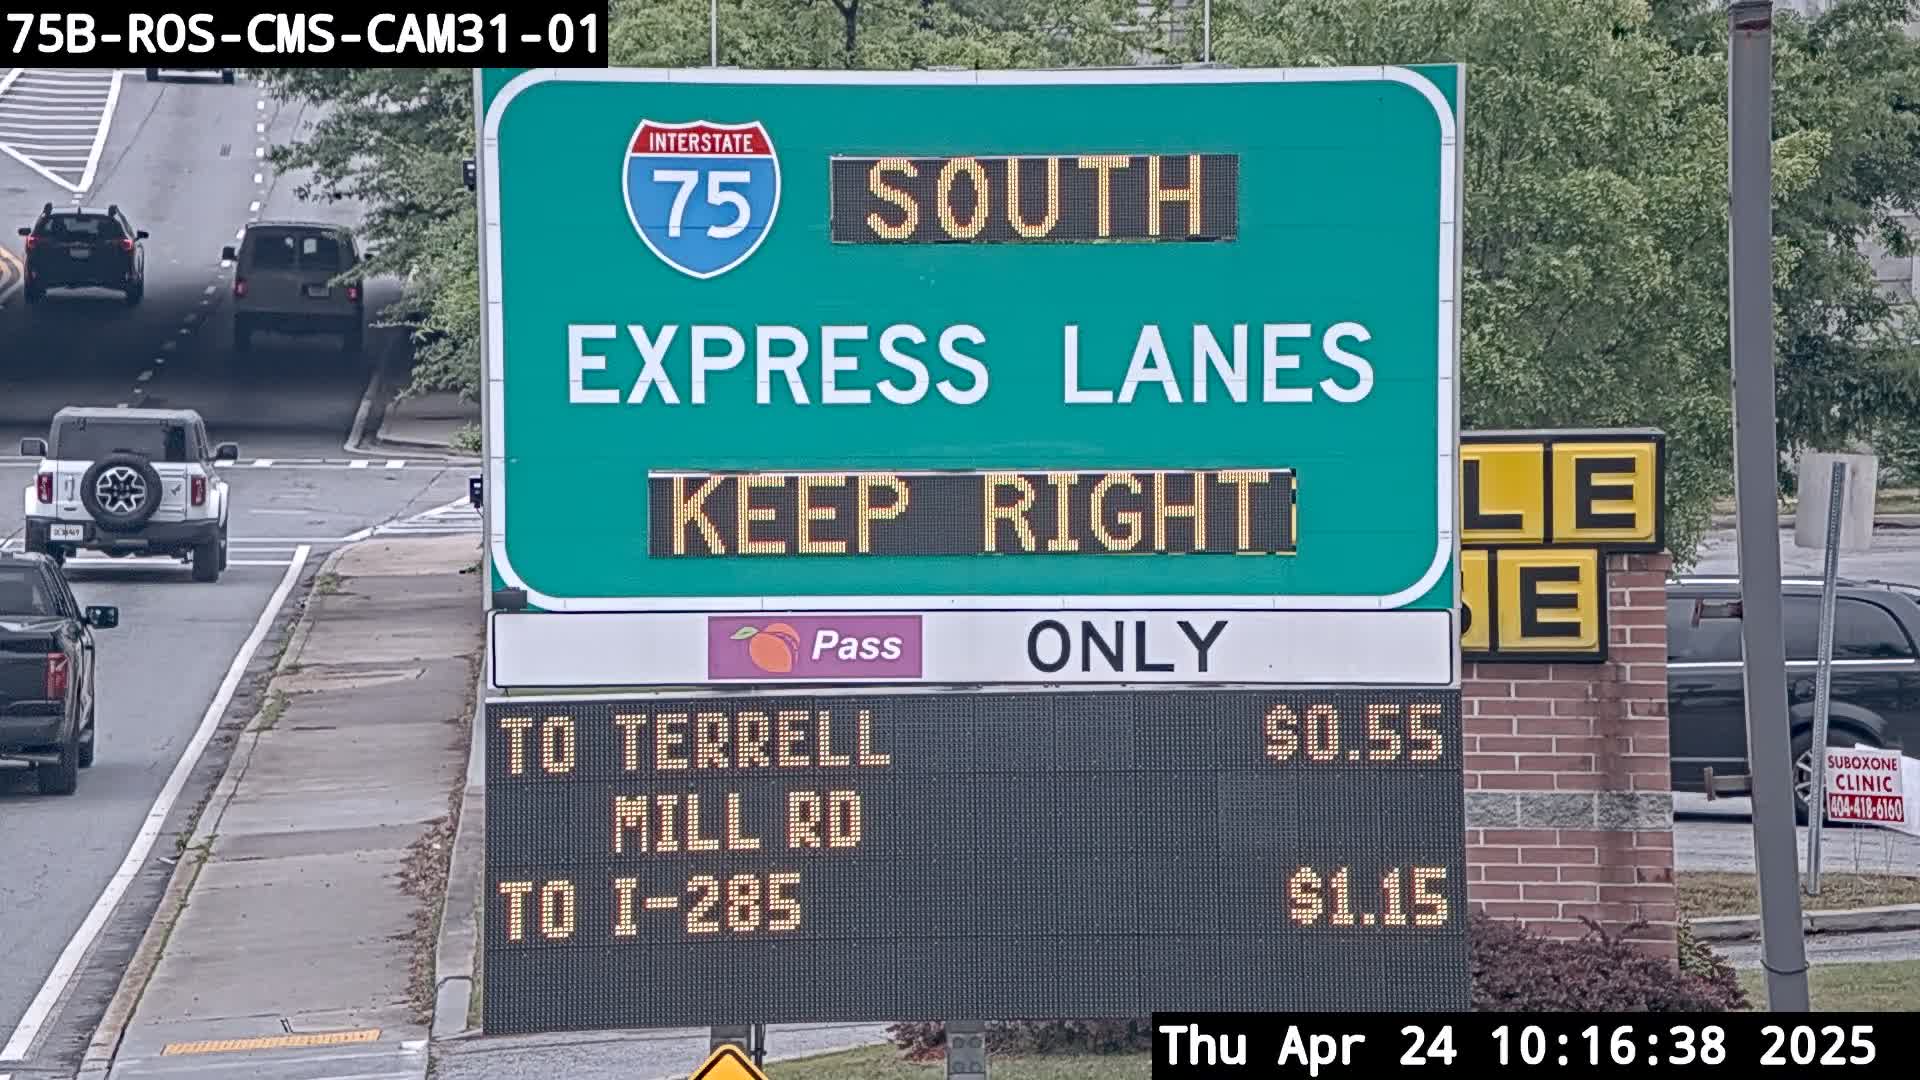 75B-ROS-CMS-CAM31-01
INTERSTATE
75
SOUTH
EXPRESS LANES
KEEP RIGHT
Pass ONLY
TO TERRELL $0.55
MILL RD
TO I-285 $1.15
LE
E
SUBOXONE
CLINIC
404-418-6160
Thu Apr 24 10:16:38 2025